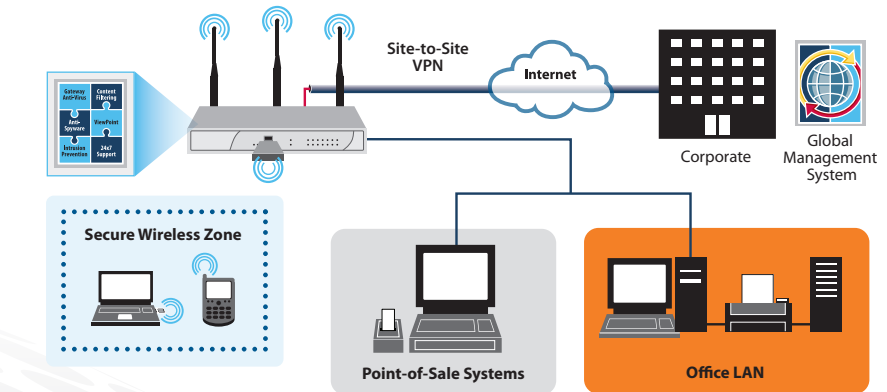 Site-to-Site
VPN
Internet
Gateway
Anti-Virus
Content
Filtering
Anti-
Spyware
ViewPoint
Intrusion
Prevention
24x7
Support
Corporate
Global
Management
System
Secure Wireless Zone
Point-of-Sale Systems
Office LAN